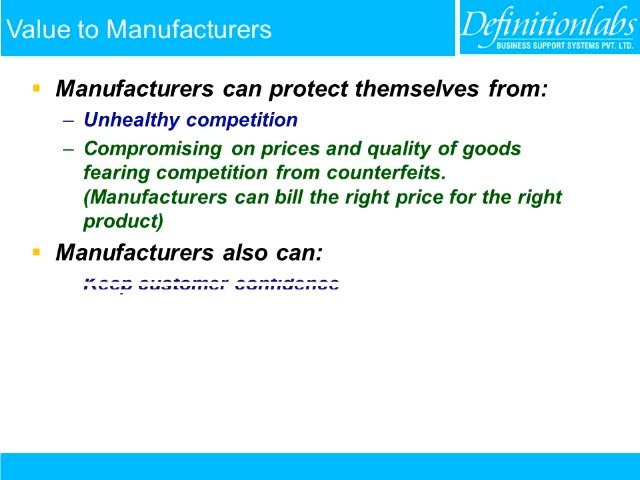 Value to Manufacturers
Definitionlabs
BUSINESS SUPPORT SYSTEMS PVT. LTD.
▪ Manufacturers can protect themselves from:
– Unhealthy competition
– Compromising on prices and quality of goods
fearing competition from counterfeits.
(Manufacturers can bill the right price for the right
product)
▪ Manufacturers also can:
Keep customer confidence